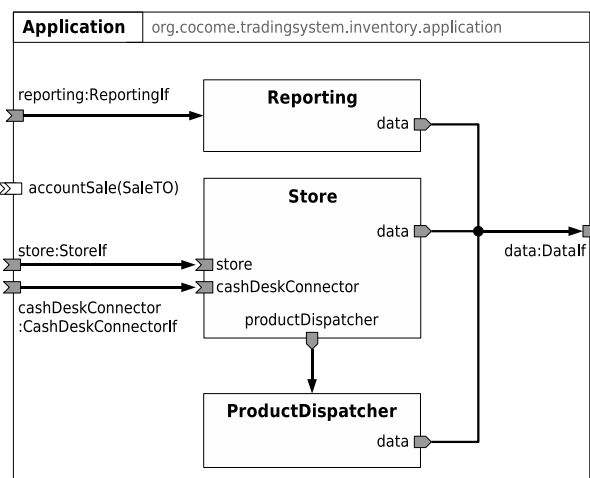 Application
org.cocome.tradingsystem.inventory.application
reporting:ReportingIf
Reporting
data
accountSale(SaleTO)
Store
data
store:StoreIf
store
data:DataIf
cashDeskConnector
cashDeskConnector
:CashDeskConnectorIf
productDispatcher
ProductDispatcher
data